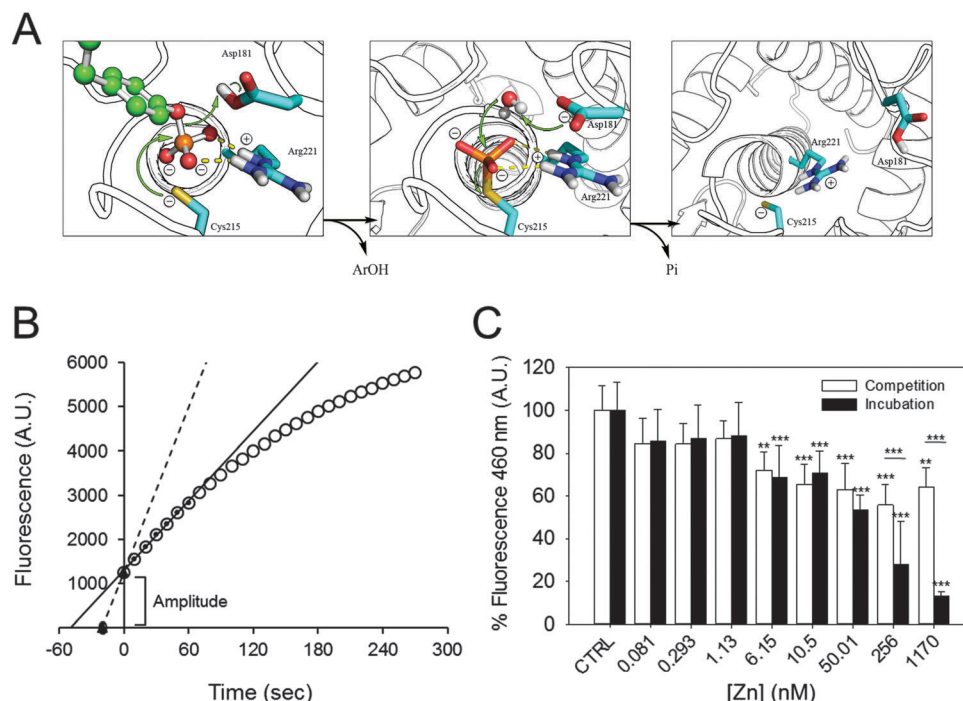 A
Asp181
Arg221
Cys215
Asp181
Arg221
Cys215
Asp181
Arg221
Cys215
+
−
−
−
−
−
+
−
+
−
ArOH
Pi
B
Fluorescence (A.U.)
6000
5000
4000
3000
2000
1000
Amplitude
-60
0
60
120
180
240
300
Time (sec)
C
% Fluorescence 460 nm (A.U.)
120
100
80
60
40
20
0
Competition
Incubation
** ***
***
***
***
***
***
***
***
***
**
***
CTRL
0.081
0.293
1.13
6.15
10.5
50.01
256
1170
[Zn] (nM)